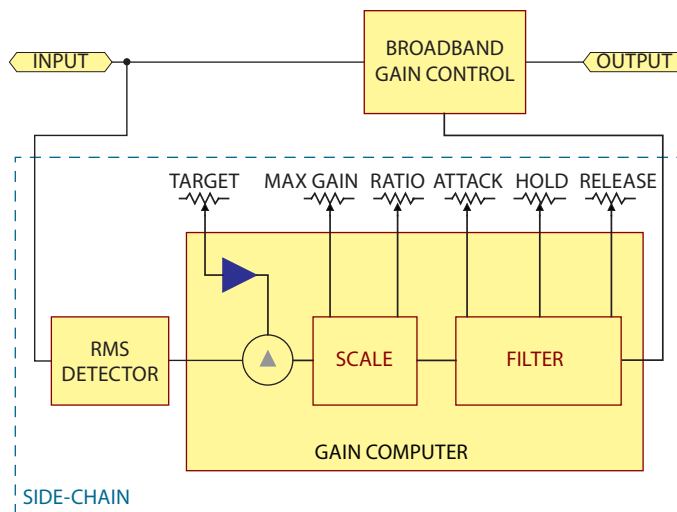 BROADBAND
GAIN CONTROL
INPUT
OUTPUT
TARGET
MAX GAIN
RATIO
ATTACK
HOLD
RELEASE
RMS
DETECTOR
SCALE
FILTER
GAIN COMPUTER
SIDE-CHAIN